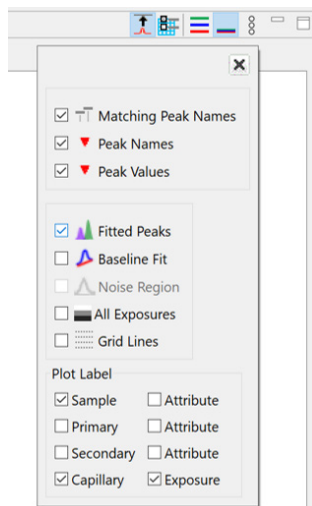 Matching Peak Names
Peak Names
Peak Values
Fitted Peaks
Baseline Fit
Noise Region
All Exposures
Grid Lines
Plot Label
Sample Attribute
Primary Attribute
Secondary Attribute
Capillary Exposure